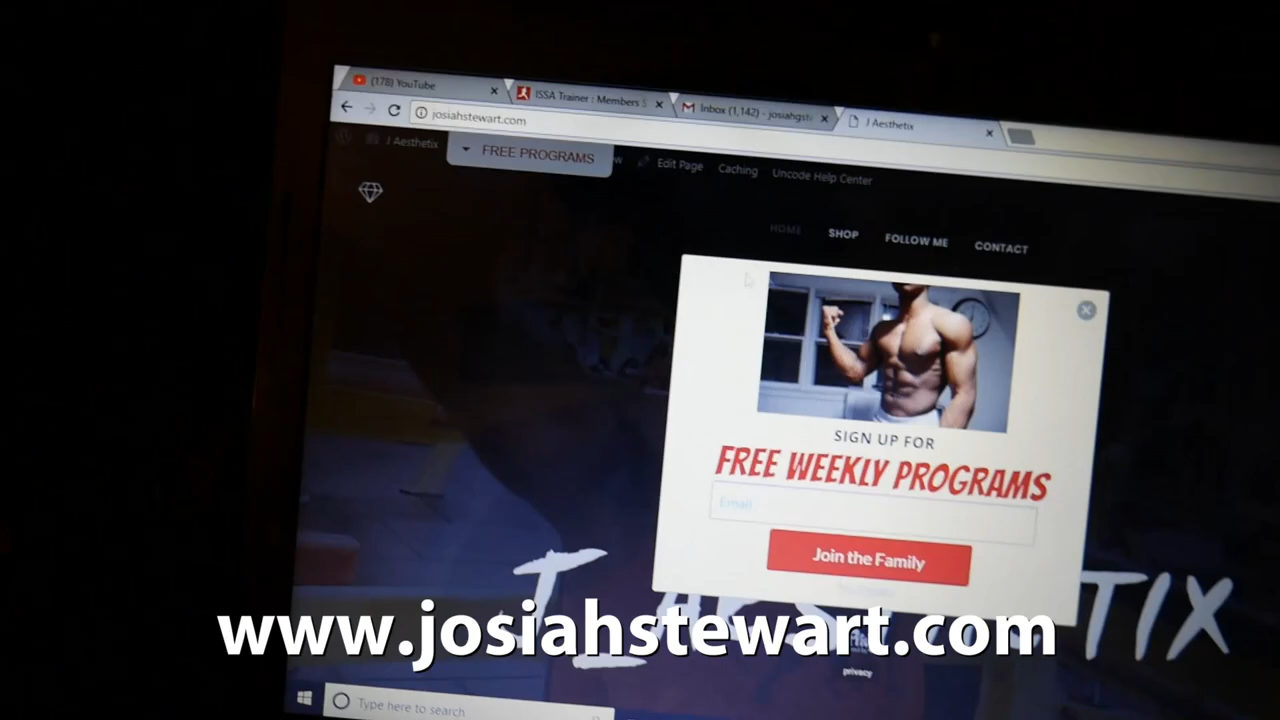 (178) YouTube
ISSA Trainer : Members S
Inbox (1,142) - josiahgst
J Aesthetix
josiahstewart.com
J Aesthetix
FREE PROGRAMS
Edit Page
Caching
Uncode Help Center
HOME
SHOP
FOLLOW ME
CONTACT
SIGN UP FOR
FREE WEEKLY PROGRAMS
Email
Join the Family
TIX
www.josiahstewart.com
privacy
Type here to search